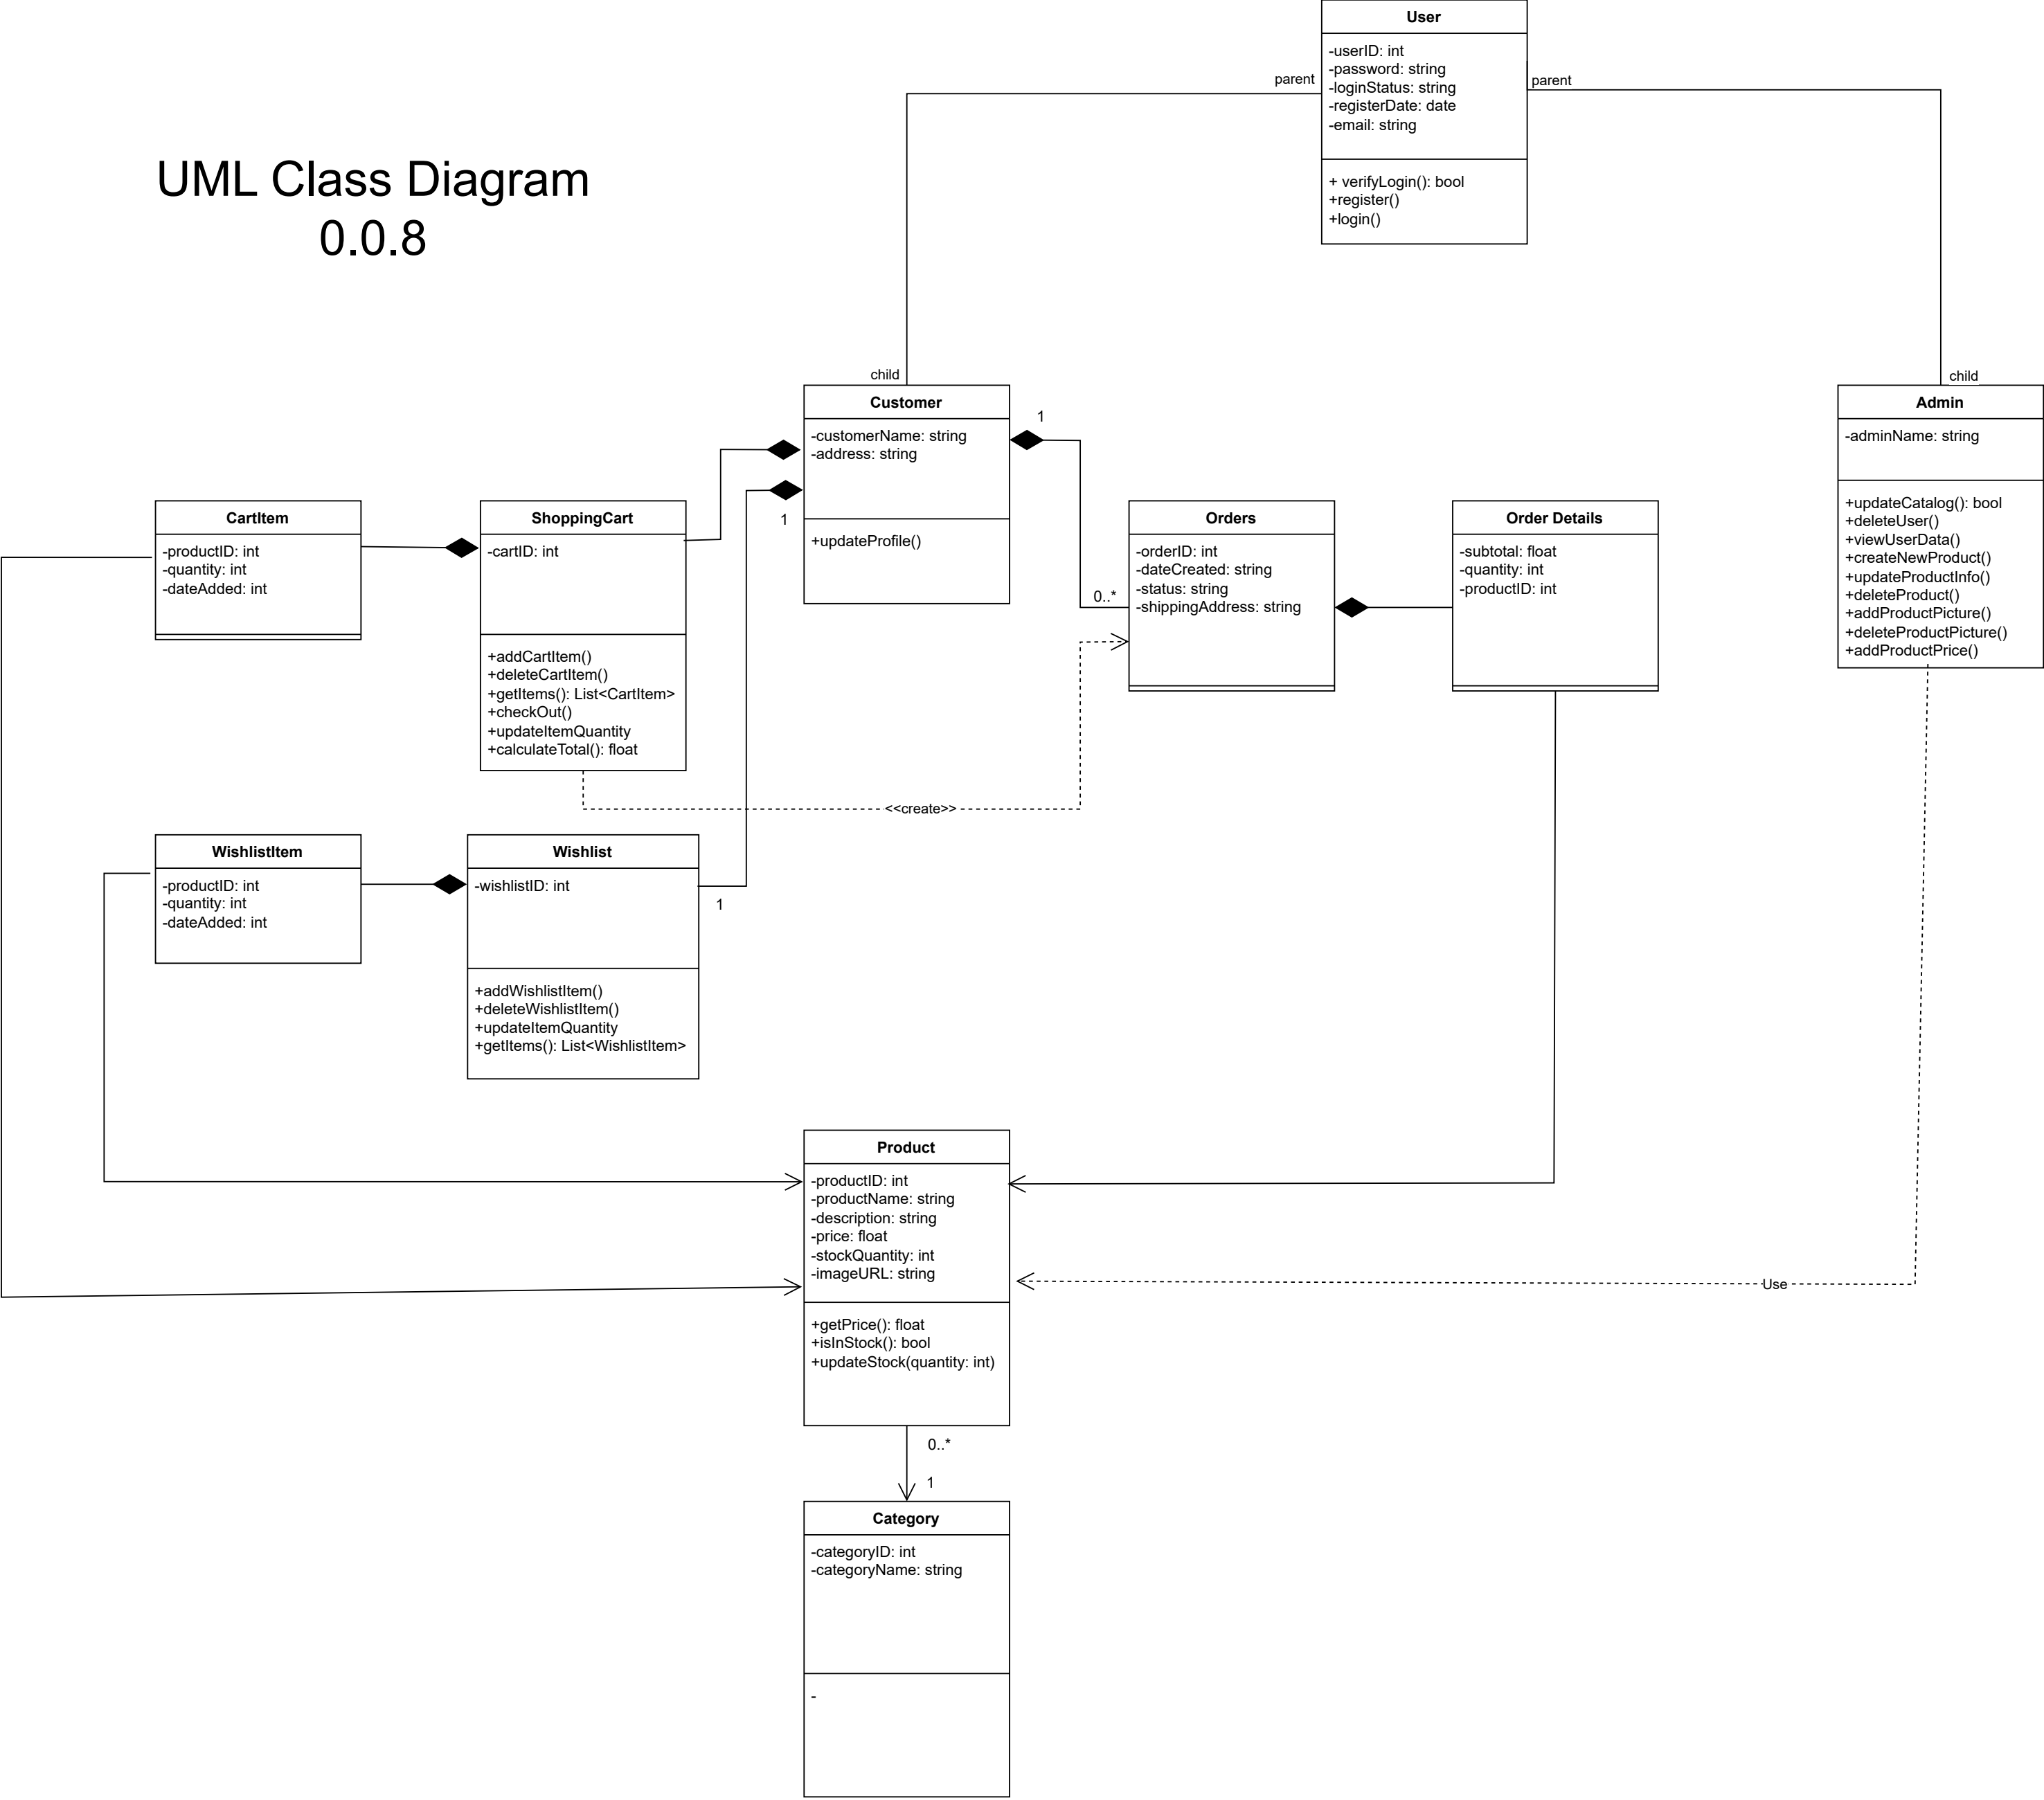 UML Class Diagram
0.0.8
User
-userID: int
-password: string
-loginStatus: string
-registerDate: date
-email: string
+ verifyLogin(): bool
+register()
+login()
parent
parent
child
child
Customer
-customerName: string
-address: string
+updateProfile()
1
1
Admin
-adminName: string
+updateCatalog(): bool
+deleteUser()
+viewUserData()
+createNewProduct()
+updateProductInfo()
+deleteProduct()
+addProductPicture()
+deleteProductPicture()
+addProductPrice()
CartItem
-productID: int
-quantity: int
-dateAdded: int
ShoppingCart
-cartID: int
+addCartItem()
+deleteCartItem()
+getItems(): List<CartItem>
+checkOut()
+updateItemQuantity
+calculateTotal(): float
Orders
-orderID: int
-dateCreated: string
-status: string
-shippingAddress: string
0..*
Order Details
-subtotal: float
-quantity: int
-productID: int
<<create>>
WishlistItem
-productID: int
-quantity: int
-dateAdded: int
Wishlist
-wishlistID: int
+addWishlistItem()
+deleteWishlistItem()
+updateItemQuantity
+getItems(): List<WishlistItem>
1
Product
-productID: int
-productName: string
-description: string
-price: float
-stockQuantity: int
-imageURL: string
+getPrice(): float
+isInStock(): bool
+updateStock(quantity: int)
Use
0..*
1
Category
-categoryID: int
-categoryName: string
-